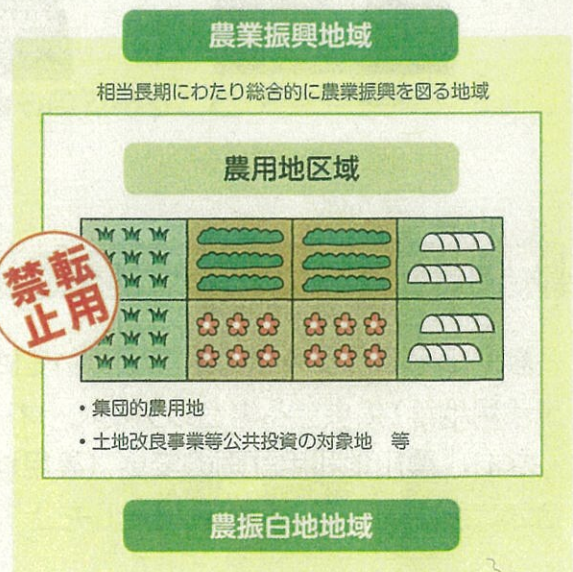 農業振興地域
相当長期にわたり総合的に農業振興を図る地域
農用地区域
転用
禁止
・集団的農用地
・土地改良事業等公共投資の対象地　等
農振白地地域